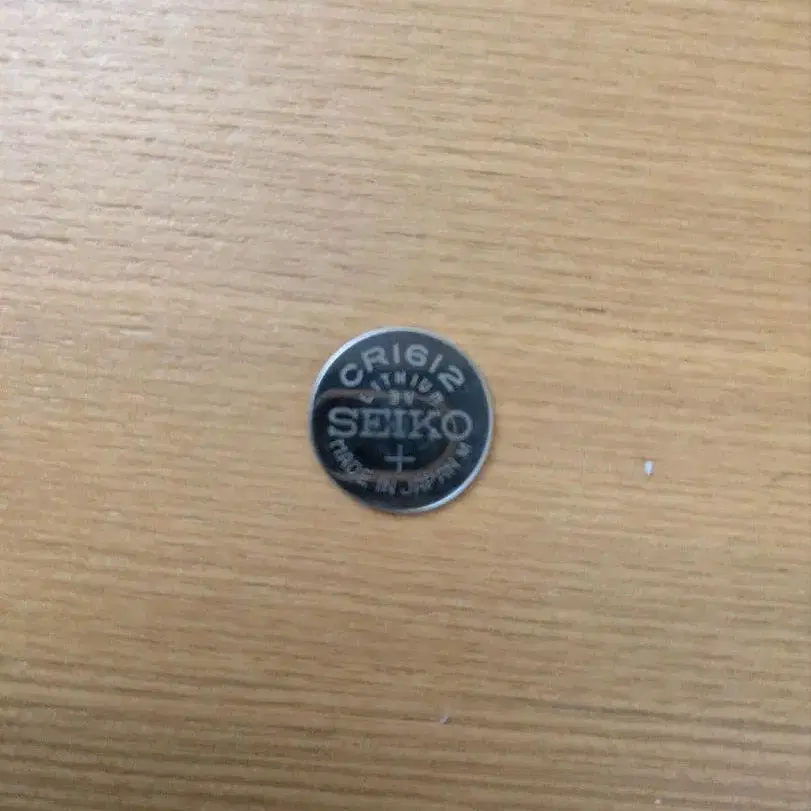 CR1612
LITHIUM
3V
SEIKO
+
MADE IN JAPAN M